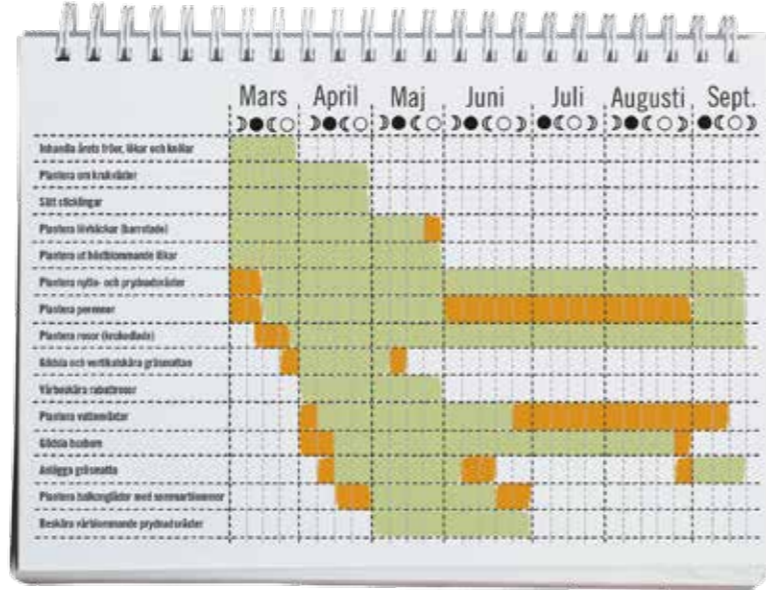 Mars April Maj Juni Juli Augusti Sept.
Inhandla årets fröer, lökar och knölar
Plantera om krukväxter
Sätt sticklingar
Plantera lövhäckar (barrotade)
Plantera ut höstblommande lökar
Plantera nytto- och prydnadsväxter
Plantera perenner
Plantera rosor (krukodlade)
Gödsla och vertikalskära gräsmattan
Vårbeskära rabattrosor
Plantera vattenväxter
Gödsla buxbom
Anlägga gräsmatta
Plantera balkonglådor med sommarblommor
Beskära vårblommande prydnadsväxter